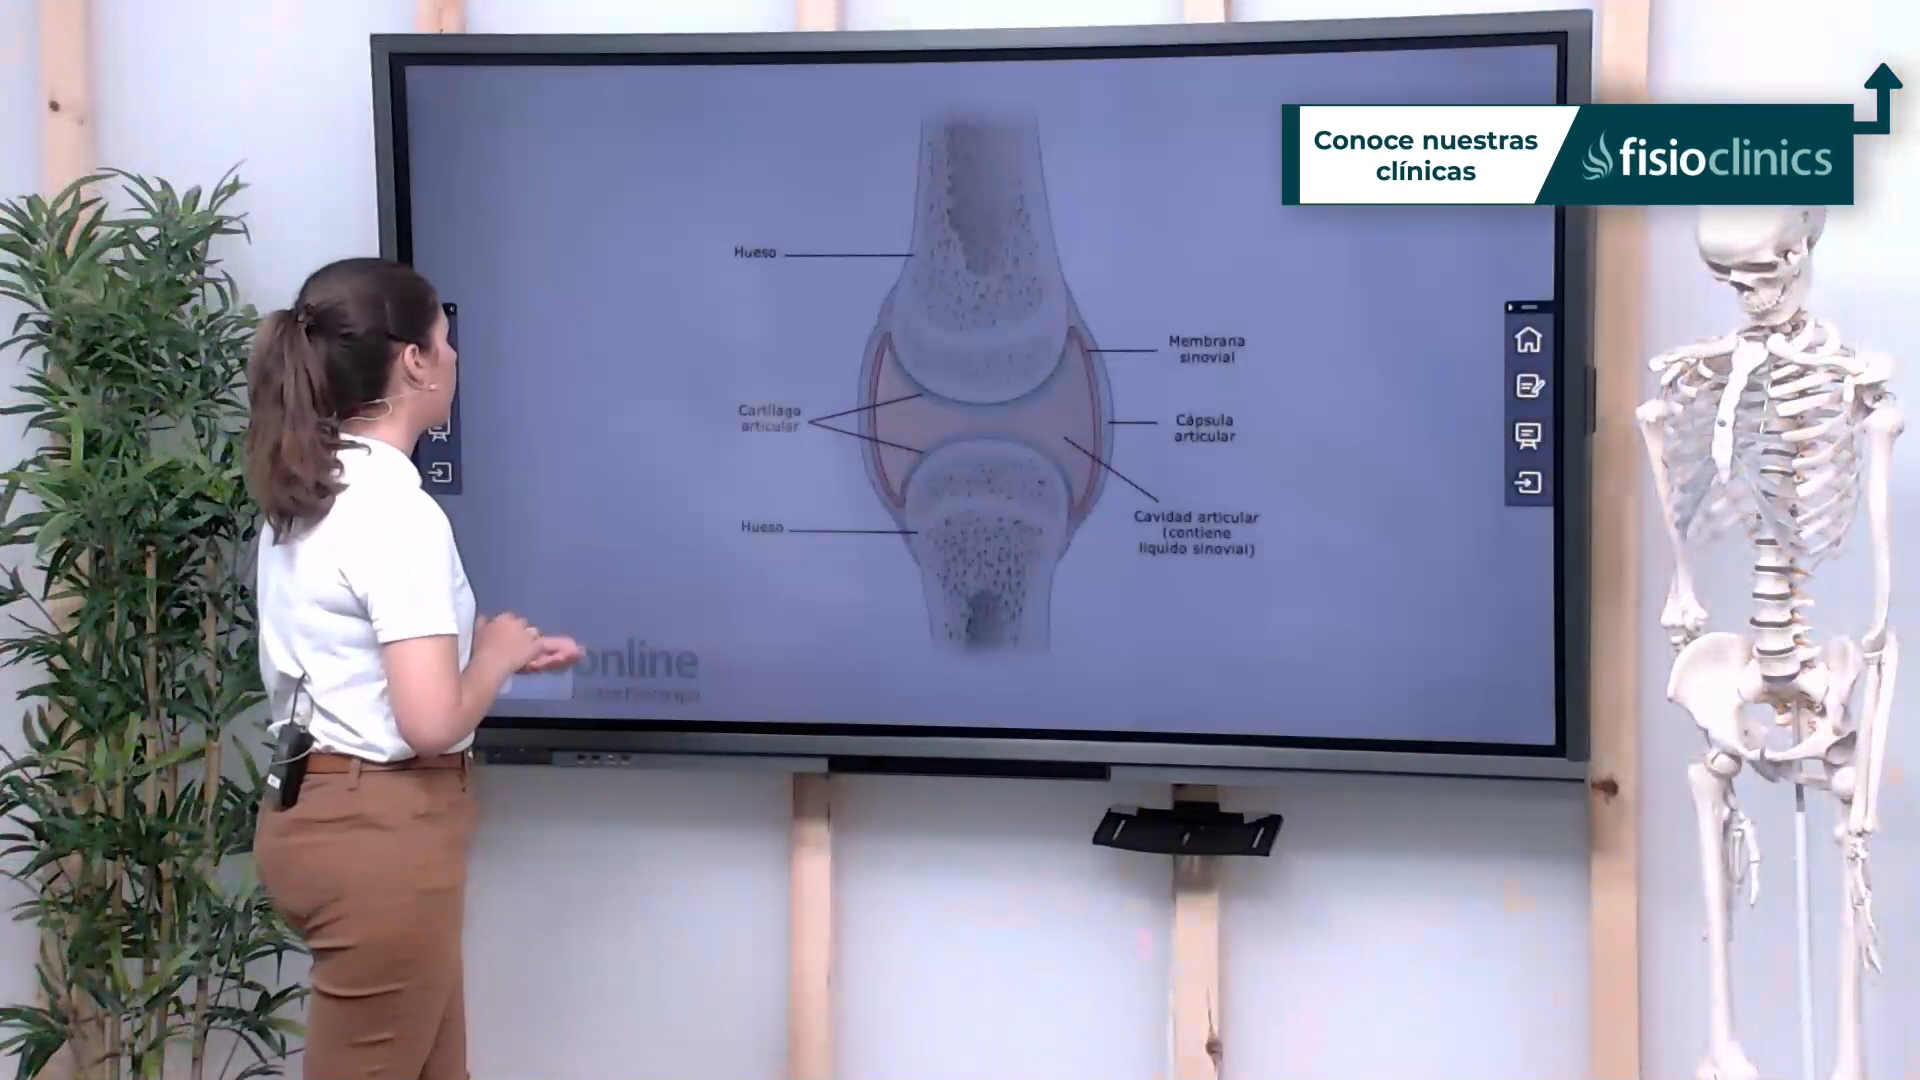 Conoce nuestras
clínicas
fisioclinics
Hueso
Membrana
sinovial
Cartílago
articular
Cápsula
articular
Cavidad articular
(contiene
líquido sinovial)
Hueso
online